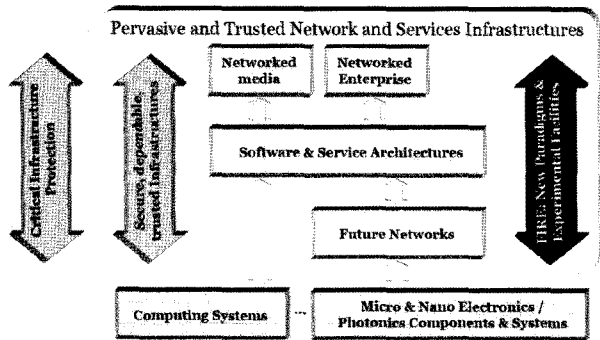 Pervasive and Trusted Network and Services Infrastructures
Networked
media
Networked
Enterprise
Critical Infrastructure
Protection
Secure, dependable,
trusted Infrastructures
Software & Service Architectures
FIRE: New Paradigms &
Experimental Facilities
Future Networks
Computing Systems
...
Micro & Nano Electronics /
Photonics Components & Systems